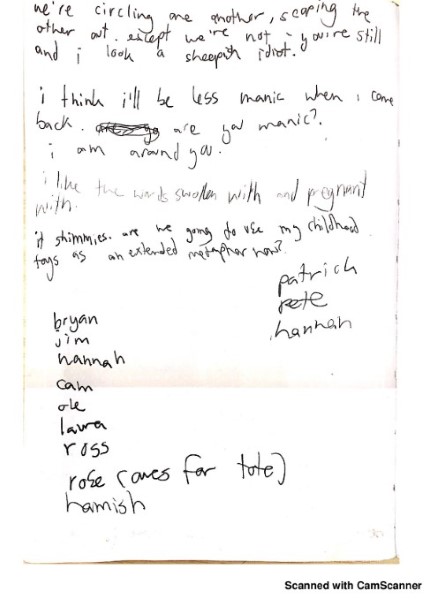 we're circling one another, scoping the
other out. except we're not, you're still
and i look a sheepish idiot.
i think i'll be less manic when i come
back. are you manic?
i am around you.
i like the words swollen with and pregnant
with.
it shimmies. are we going to use my childhood
toys as an extended metaphor now?
patrick
pete
hannah
bryan
jim
hannah
cam
ole
laura
ross
rose (owes for tote)
hamish
Scanned with CamScanner